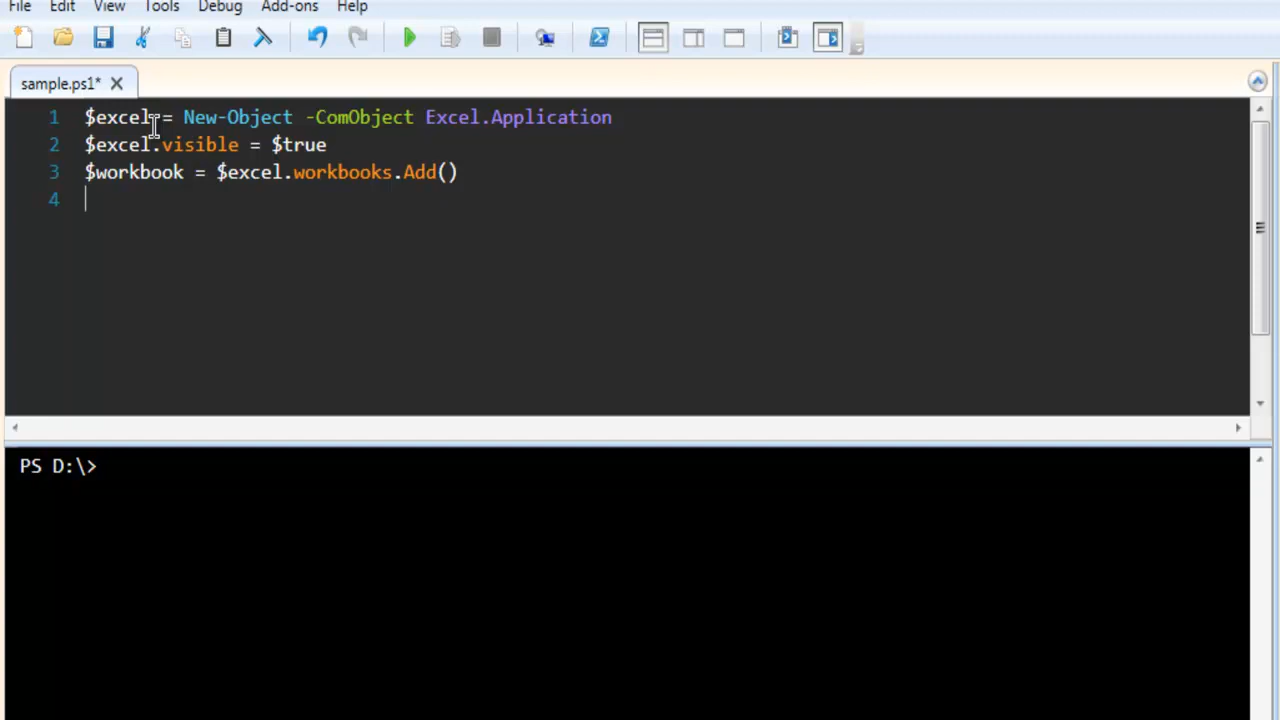 File Edit View Tools Debug Add-ons Help
sample.ps1*
1 $excel = New-Object -ComObject Excel.Application
2 $excel.visible = $true
3 $workbook = $excel.workbooks.Add()
4
PS D:\>